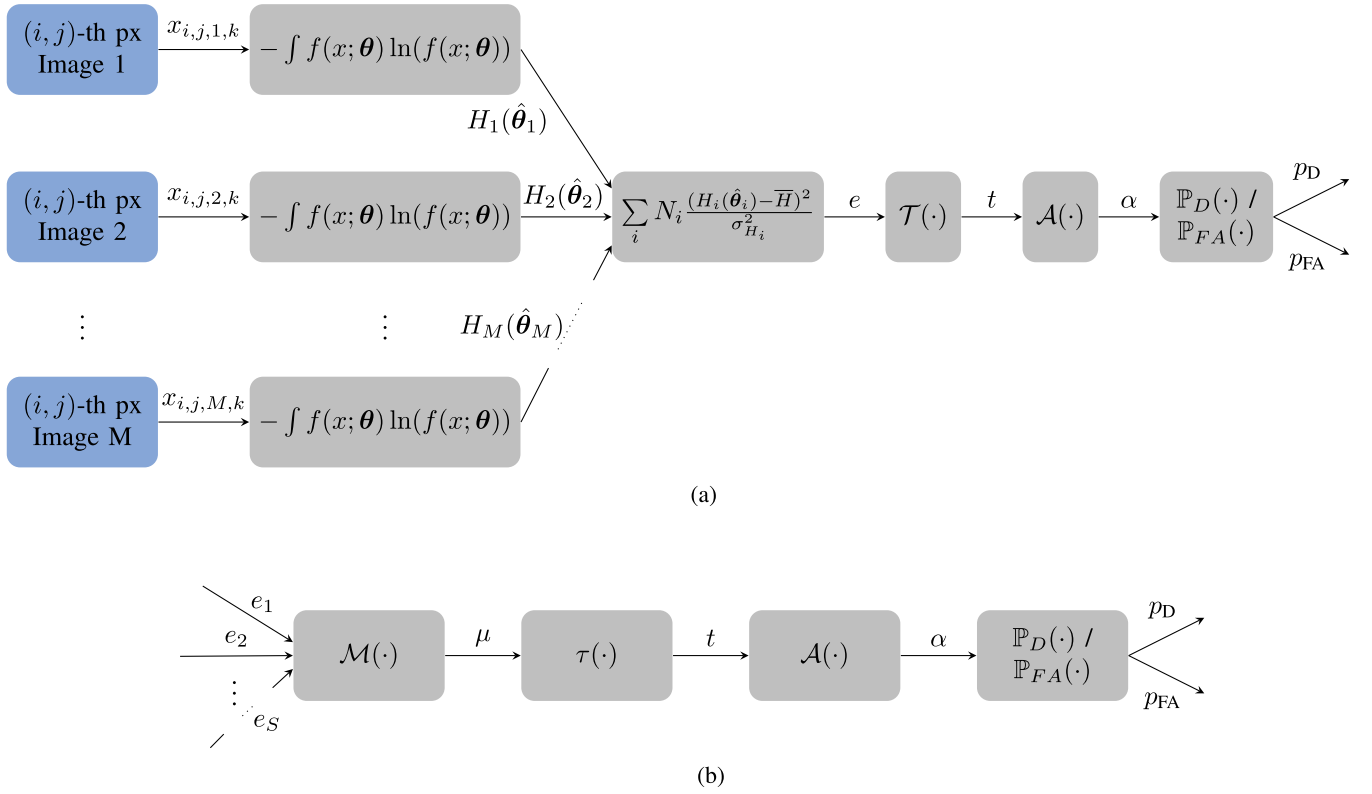 (i, j)-th px
Image 1
x_{i,j,1,k}
− ∫ f(x; θ) ln(f(x; θ))
H_1(θ̂_1)
(i, j)-th px
Image 2
x_{i,j,2,k}
− ∫ f(x; θ) ln(f(x; θ))
H_2(θ̂_2)
∑_i N_i (H_i(θ̂_i)−H̅)^2 / σ^2_{H_i}
e
𝒯(·)
t
𝒜(·)
α
ℙ_D(·) /
ℙ_{FA}(·)
p_D
p_FA
⋮
⋮
H_M(θ̂_M)
(i, j)-th px
Image M
x_{i,j,M,k}
− ∫ f(x; θ) ln(f(x; θ))
(a)
e_1
e_2
⋮
e_S
ℳ(·)
μ
τ(·)
t
𝒜(·)
α
ℙ_D(·) /
ℙ_{FA}(·)
p_D
p_FA
(b)